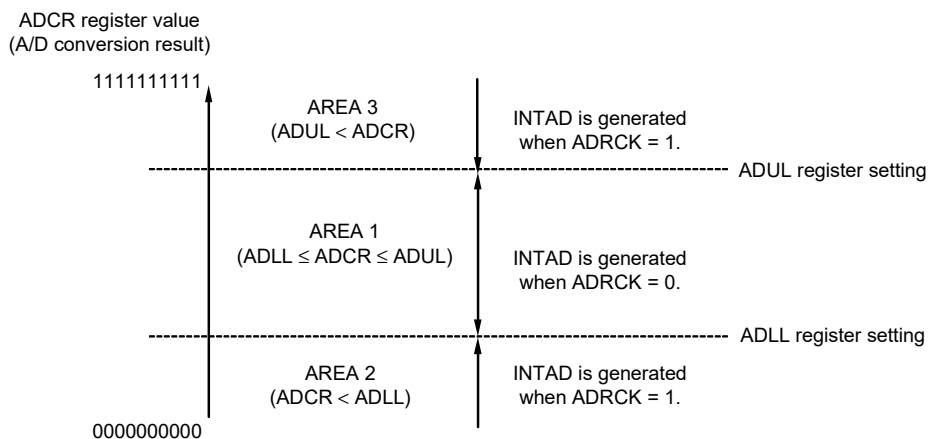 ADCR register value
(A/D conversion result)
1111111111
AREA 3
(ADUL < ADCR)
INTAD is generated
when ADRCK = 1.
ADUL register setting
AREA 1
(ADLL ≤ ADCR ≤ ADUL)
INTAD is generated
when ADRCK = 0.
ADLL register setting
AREA 2
(ADCR < ADLL)
INTAD is generated
when ADRCK = 1.
0000000000